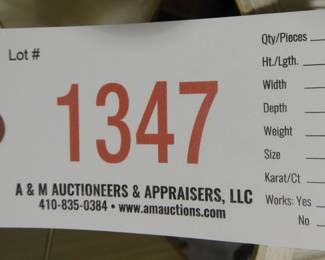 Lot #
1347
A & M AUCTIONEERS & APPRAISERS, LLC
410-835-0384 • www.amauctions.com
Qty/Pieces
Ht./Lgth.
Width
Depth
Weight
Size
Karat/Ct
Works: Yes
No